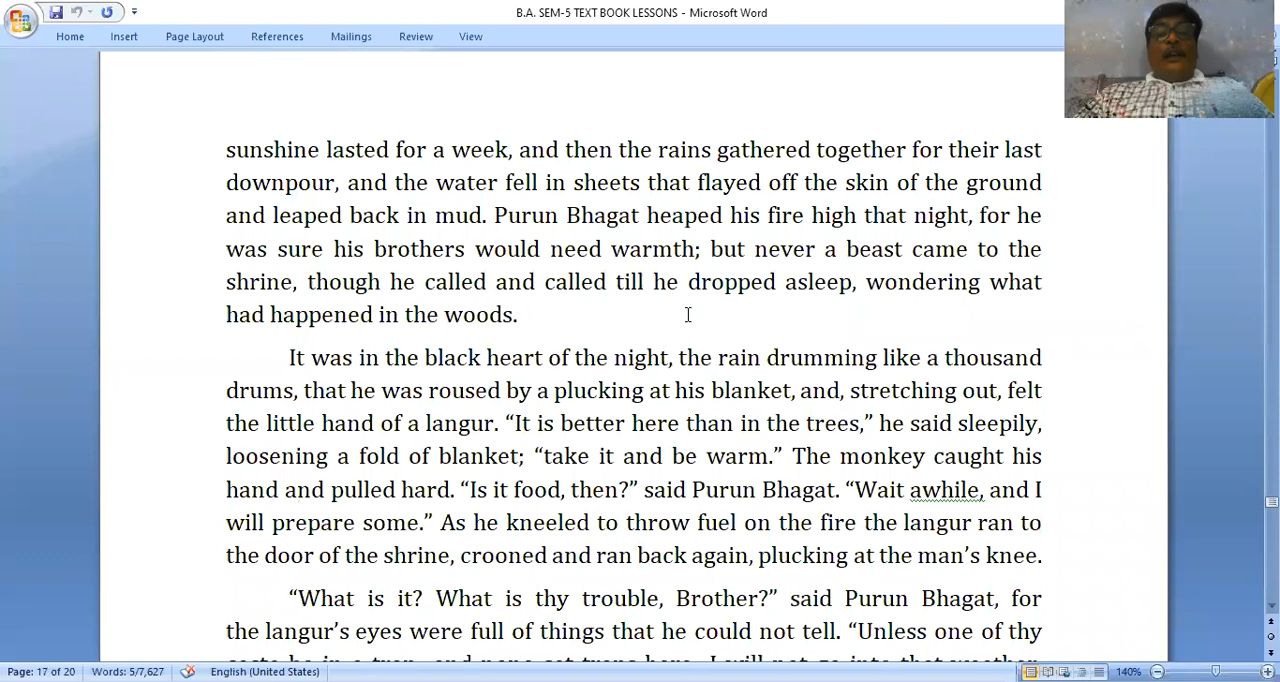 B.A. SEM-5 TEXT BOOK LESSONS - Microsoft Word
Home Insert Page Layout References Mailings Review View
sunshine lasted for a week, and then the rains gathered together for their last
downpour, and the water fell in sheets that flayed off the skin of the ground
and leaped back in mud. Purun Bhagat heaped his fire high that night, for he
was sure his brothers would need warmth; but never a beast came to the
shrine, though he called and called till he dropped asleep, wondering what
had happened in the woods.
It was in the black heart of the night, the rain drumming like a thousand
drums, that he was roused by a plucking at his blanket, and, stretching out, felt
the little hand of a langur. “It is better here than in the trees,” he said sleepily,
loosening a fold of blanket; “take it and be warm.” The monkey caught his
hand and pulled hard. “Is it food, then?” said Purun Bhagat. “Wait awhile, and I
will prepare some.” As he kneeled to throw fuel on the fire the langur ran to
the door of the shrine, crooned and ran back again, plucking at the man’s knee.
“What is it? What is thy trouble, Brother?” said Purun Bhagat, for
the langur’s eyes were full of things that he could not tell. “Unless one of thy
Page: 17 of 20 Words: 5/7,627 English (United States) 140%